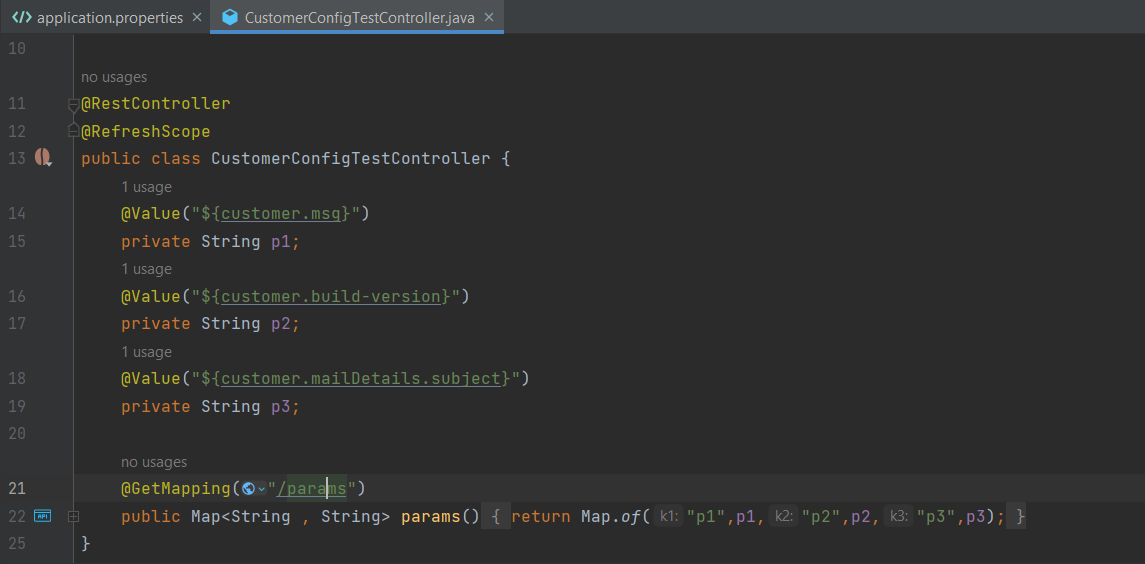 application.properties × CustomerConfigTestController.java ×
10
no usages
11 @RestController
12 @RefreshScope
13 public class CustomerConfigTestController {
1 usage
14 @Value("${customer.msg}")
15 private String p1;
1 usage
16 @Value("${customer.build-version}")
17 private String p2;
1 usage
18 @Value("${customer.mailDetails.subject}")
19 private String p3;
20
no usages
21 @GetMapping("/params")
22 API public Map<String , String> params() { return Map.of( k1: "p1",p1, k2: "p2",p2, k3: "p3",p3); }
25 }